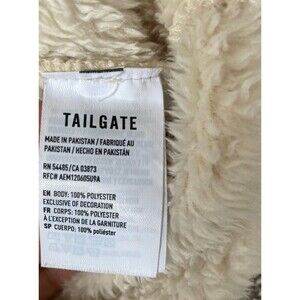 TAILGATE
MADE IN PAKISTAN / FABRIQUÉ AU
PAKISTAN / HECHO EN PAKISTÁN
RN 54485/CA 03873
RFC# AEM120605U9A
EN BODY: 100% POLYESTER
EXCLUSIVE OF DECORATION
FR CORPS: 100% POLYESTER
À L'EXCEPTION DE LA GARNITURE
SP CUERPO: 100% poliéster